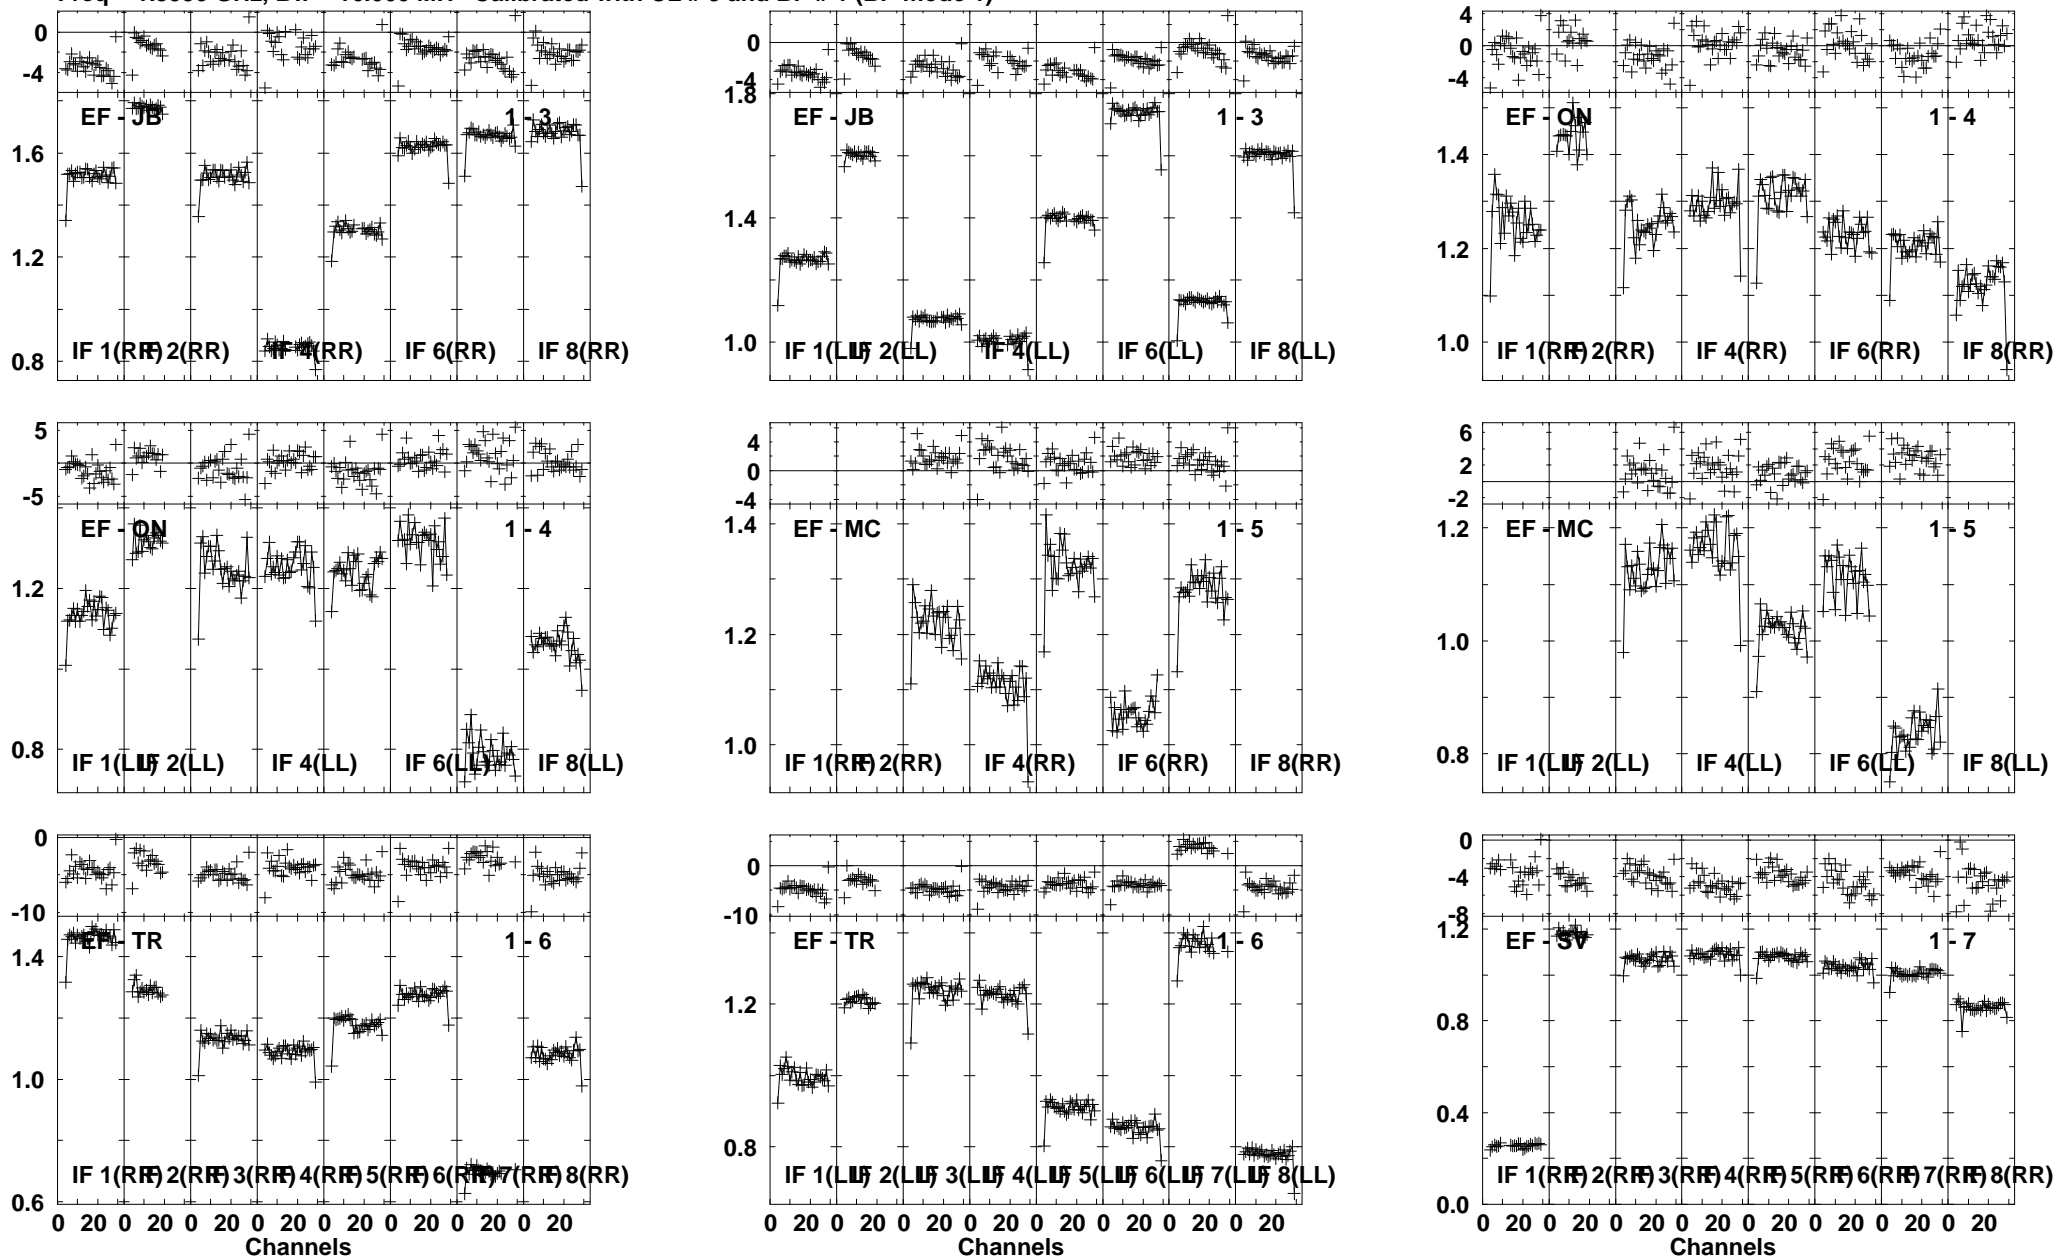 Freq = GHz, Bw = MH Calibrated with CL # and BP # (BP mode 1)
0 0 4
-4 -4 0
1.8 -4
EF - JB 1 - 3 EF - JB 1 - 3 EF - ON 1 - 4
1.6 1.4 1.4
1.2 1.2
0.8 1.0 1.0
IF 1(RR) IF 2(RR) IF 4(RR) IF 6(RR) IF 8(RR) IF 1(LL) IF 2(LL) IF 4(LL) IF 6(LL) IF 8(LL) IF 1(RR) IF 2(RR) IF 4(RR) IF 6(RR) IF 8(RR)
5 4 6
0 2
-5 -4 -2
EF - ON 1 - 4 EF - MC 1 - 5 EF - MC 1 - 5
1.4 1.2
1.2 1.2 1.0
0.8 1.0 0.8
IF 1(LL) IF 2(LL) IF 4(LL) IF 6(LL) IF 8(LL) IF 1(RR) IF 2(RR) IF 4(RR) IF 6(RR) IF 8(RR) IF 1(LL) IF 2(LL) IF 4(LL) IF 6(LL) IF 8(LL)
0 0 0
-4
-10 -10 -8
1.2
EF - TR 1 - 6 EF - TR 1 - 6 EF - SV 1 - 7
1.4 1.2 0.8
1.0 0.8 0.4
0.6 0.0
IF 1(RR) IF 2(RR) IF 3(RR) IF 4(RR) IF 5(RR) IF 6(RR) IF 7(RR) IF 8(RR) IF 1(LL) IF 2(LL) IF 3(LL) IF 4(LL) IF 5(LL) IF 6(LL) IF 7(LL) IF 8(LL) IF 1(RR) IF 2(RR) IF 3(RR) IF 4(RR) IF 5(RR) IF 6(RR) IF 7(RR) IF 8(RR)
0 20 0 20 0 20 0 20 0 20 0 20 0 20 0 20 0 20 0 20 0 20 0 20 0 20 0 20 0 20 0 20 0 20 0 20 0 20 0 20 0 20 0 20 0 20 0 20
Channels Channels Channels